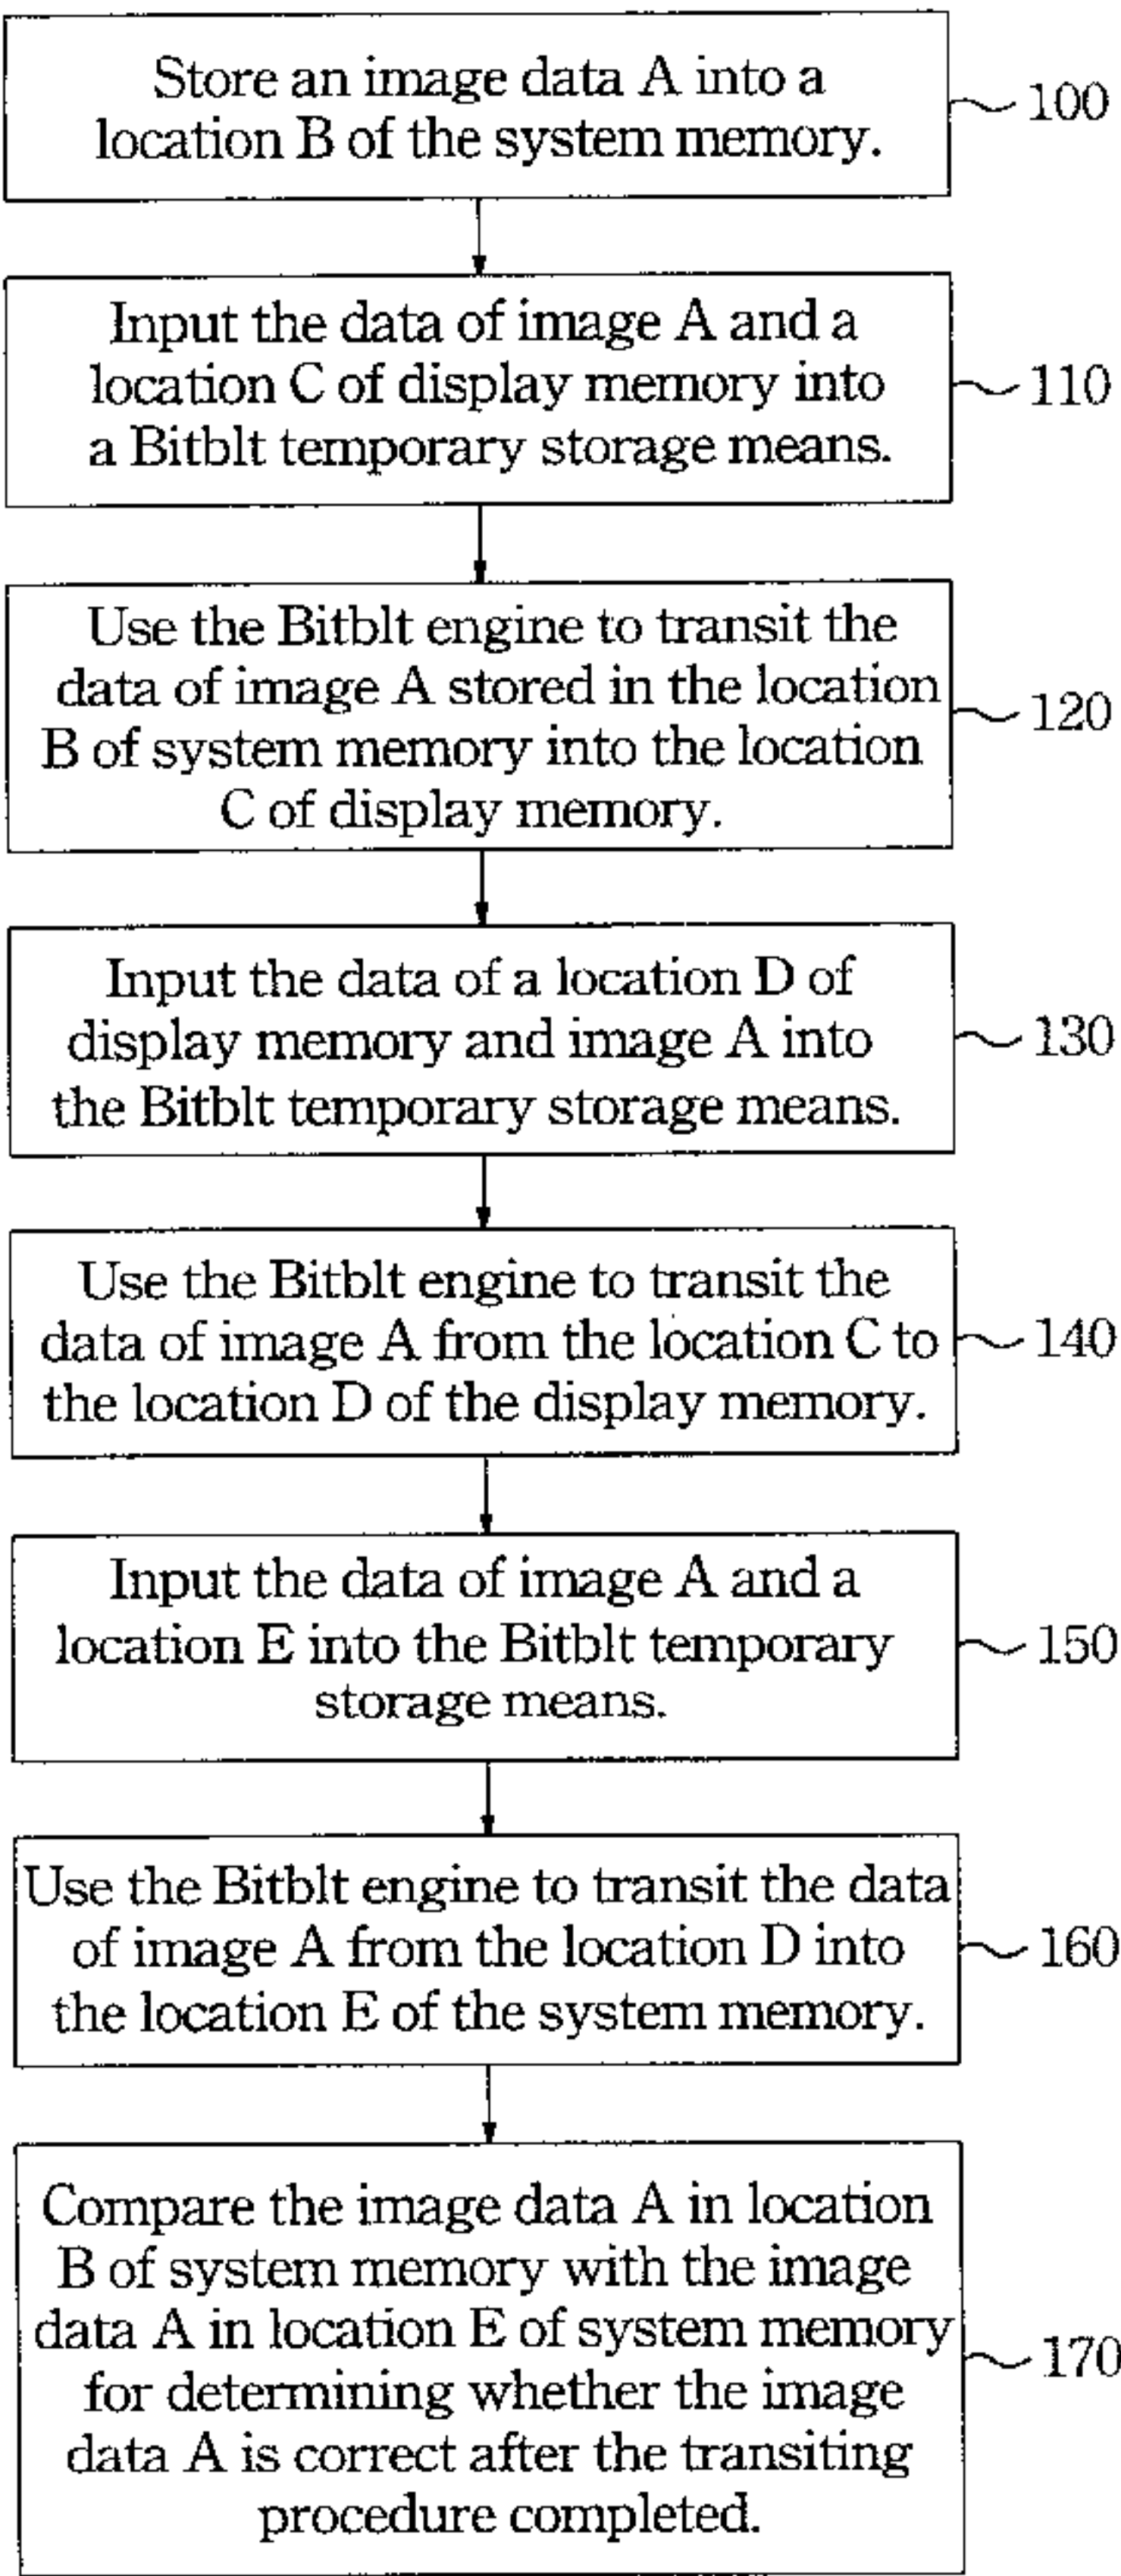 Store an image data A into a
location B of the system memory.
100
Input the data of image A and a
location C of display memory into
a Bitblt temporary storage means.
110
Use the Bitblt engine to transit the
data of image A stored in the location
B of system memory into the location
C of display memory.
120
Input the data of a location D of
display memory and image A into
the Bitblt temporary storage means.
130
Use the Bitblt engine to transit the
data of image A from the location C to
the location D of the display memory.
140
Input the data of image A and a
location E into the Bitblt temporary
storage means.
150
Use the Bitblt engine to transit the data
of image A from the location D into
the location E of the system memory.
160
Compare the image data A in location
B of system memory with the image
data A in location E of system memory
for determining whether the image
data A is correct after the transiting
procedure completed.
170